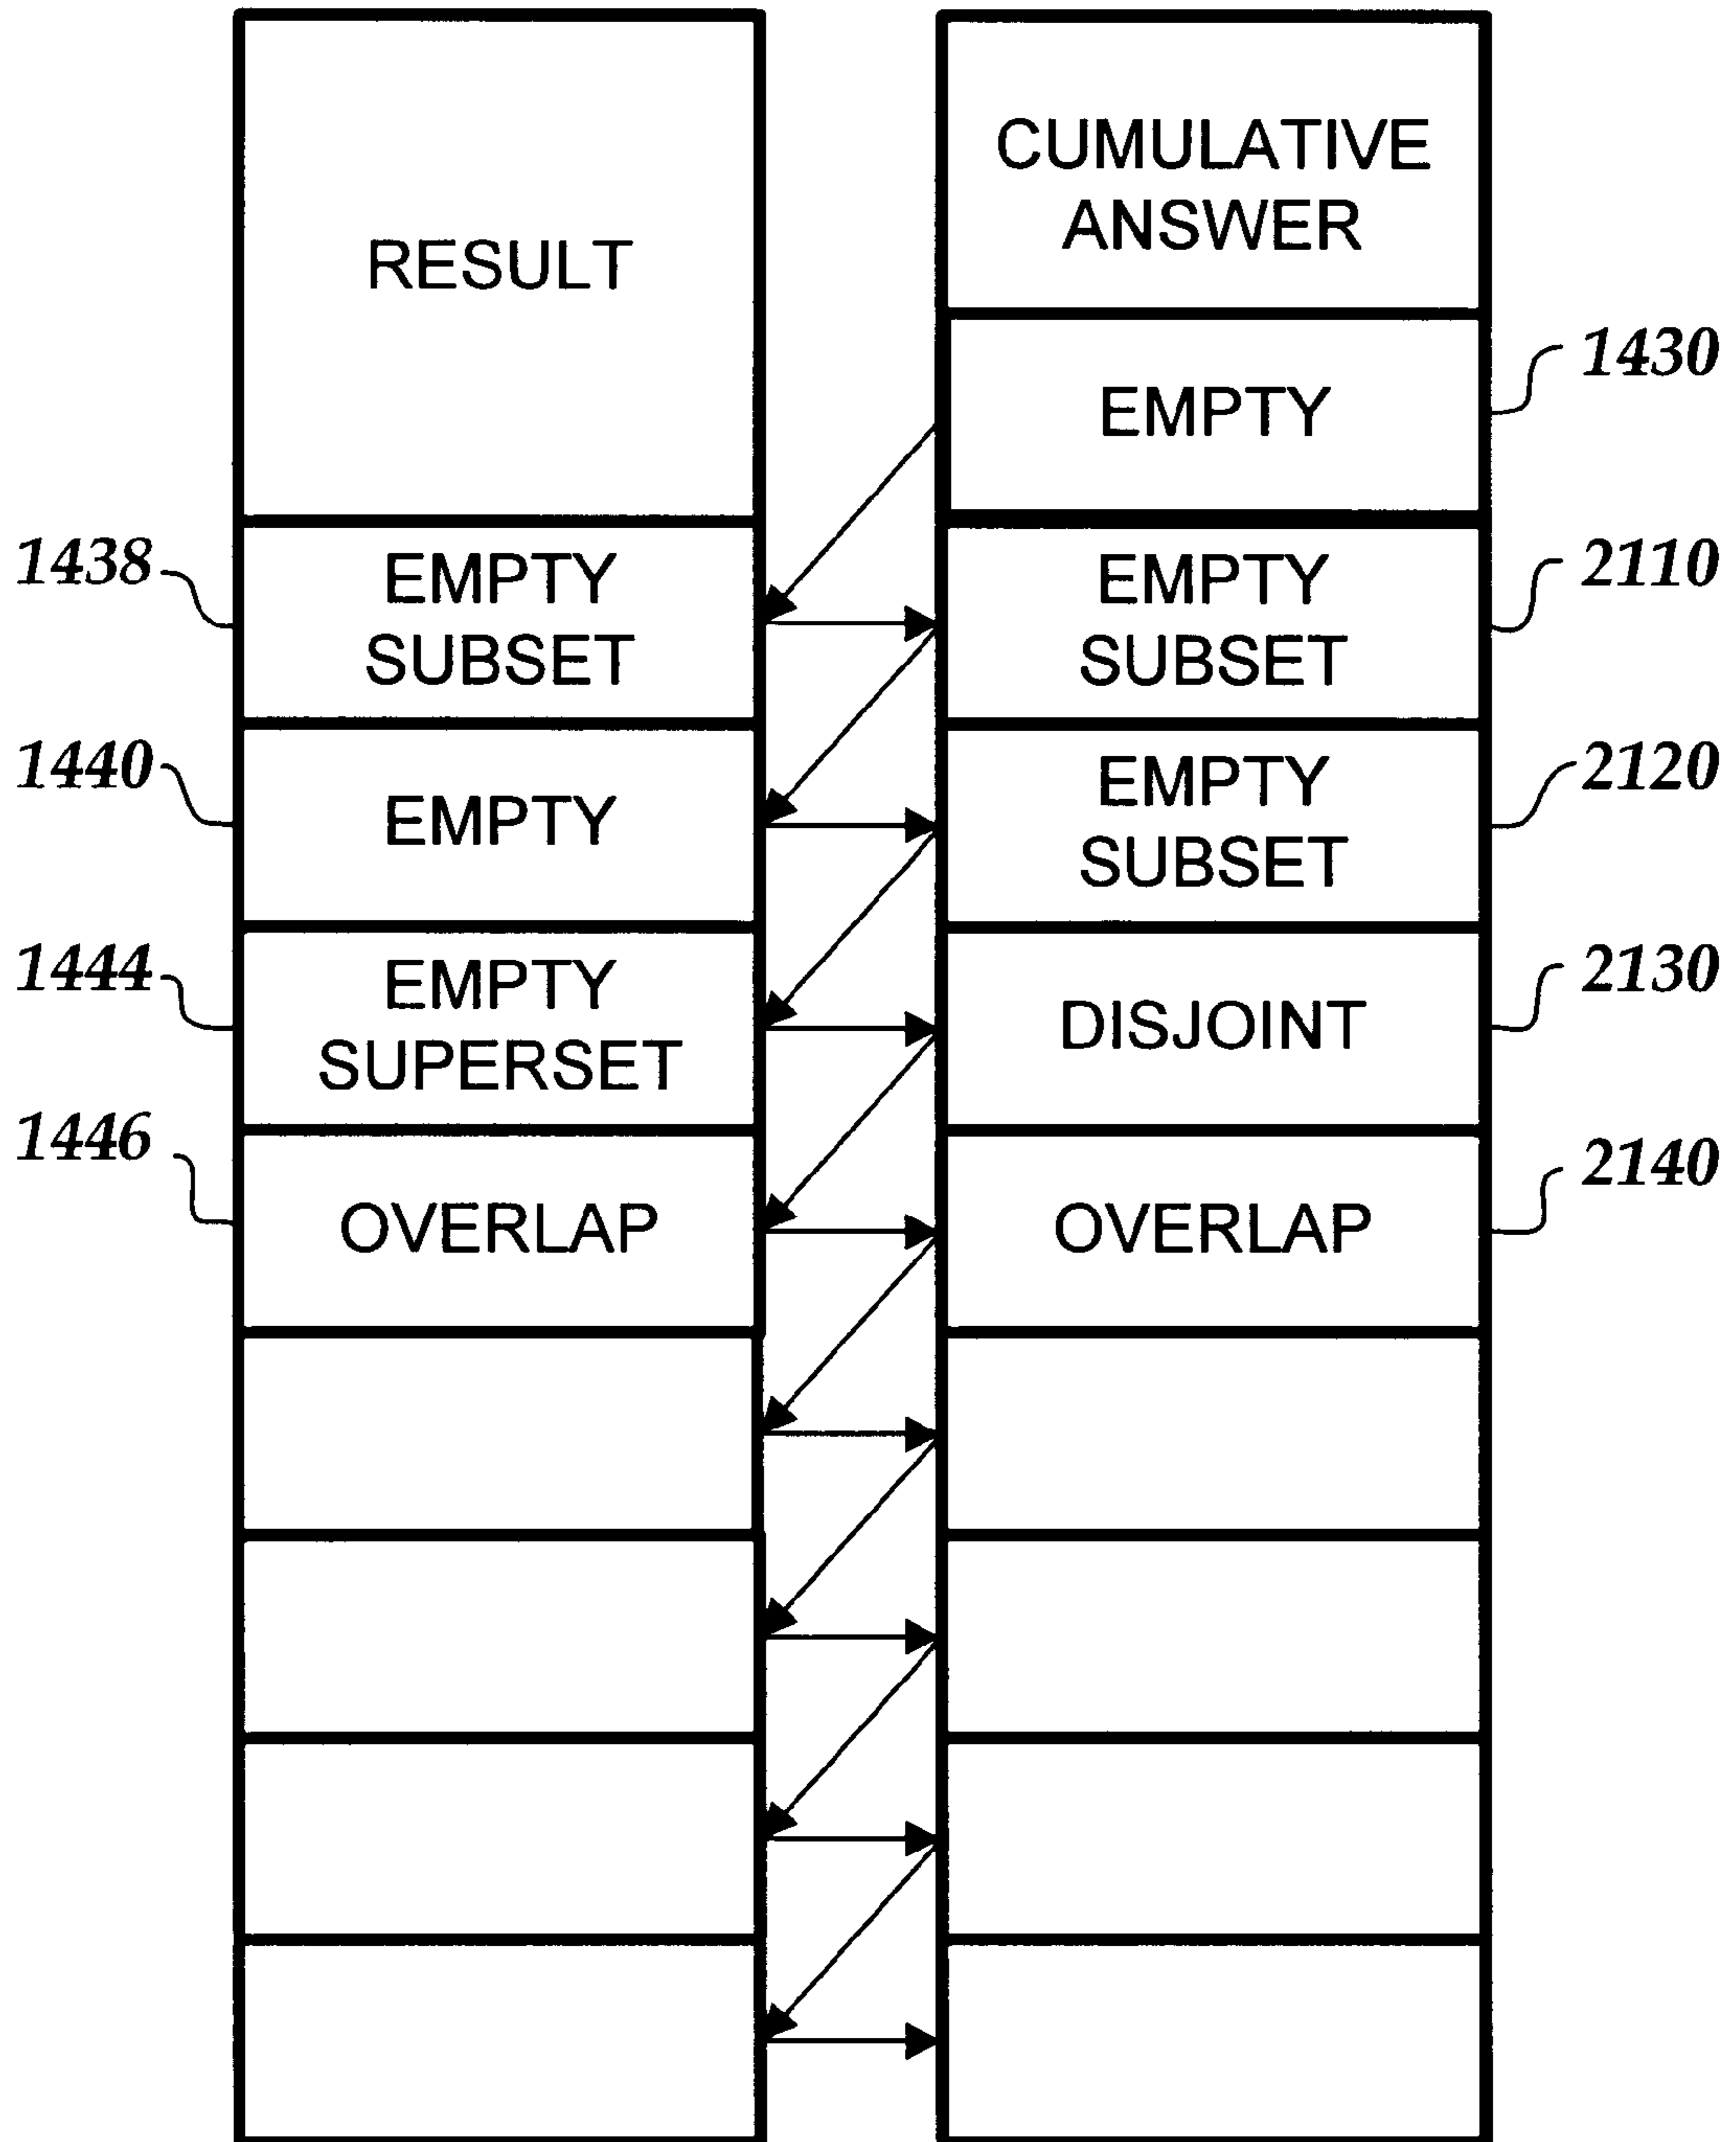 RESULT
CUMULATIVE
ANSWER
EMPTY
1430
1438
EMPTY
SUBSET
EMPTY
SUBSET
2110
1440
EMPTY
EMPTY
SUBSET
2120
1444
EMPTY
SUPERSET
DISJOINT
2130
1446
OVERLAP
OVERLAP
2140